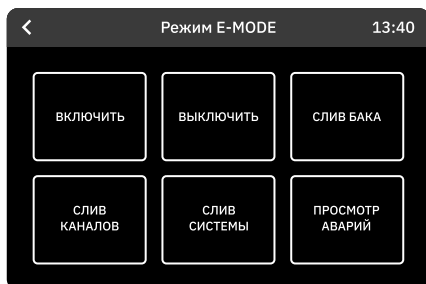 Режим E-MODE 13:40
ВКЛЮЧИТЬ ВЫКЛЮЧИТЬ СЛИВ БАКА
СЛИВ
КАНАЛОВ
СЛИВ
СИСТЕМЫ
ПРОСМОТР
АВАРИЙ